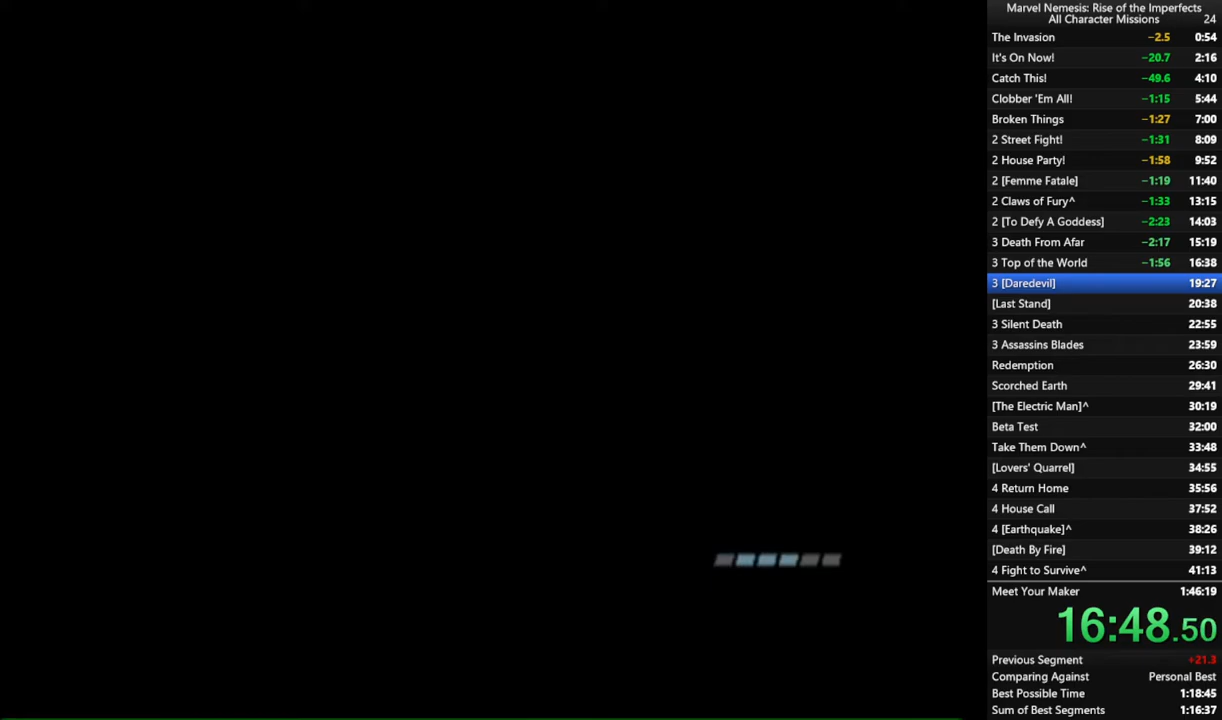 Marvel Nemesis: Rise of the Imperfects
All Character Missions 24
The Invasion −2.5 0:54
It's On Now! −20.7 2:16
Catch This! −49.6 4:10
Clobber 'Em All! −1:15 5:44
Broken Things −1:27 7:00
2 Street Fight! −1:31 8:09
2 House Party! −1:58 9:52
2 [Femme Fatale] −1:19 11:40
2 Claws of Fury^ −1:33 13:15
2 [To Defy A Goddess] −2:23 14:03
3 Death From Afar −2:17 15:19
3 Top of the World −1:56 16:38
3 [Daredevil] 19:27
[Last Stand] 20:38
3 Silent Death 22:55
3 Assassins Blades 23:59
Redemption 26:30
Scorched Earth 29:41
[The Electric Man]^ 30:19
Beta Test 32:00
Take Them Down^ 33:48
[Lovers' Quarrel] 34:55
4 Return Home 35:56
4 House Call 37:52
4 [Earthquake]^ 38:26
[Death By Fire] 39:12
4 Fight to Survive^ 41:13
Meet Your Maker 1:46:19
16:48.50
Previous Segment +21.3
Comparing Against Personal Best
Best Possible Time 1:18:45
Sum of Best Segments 1:16:37